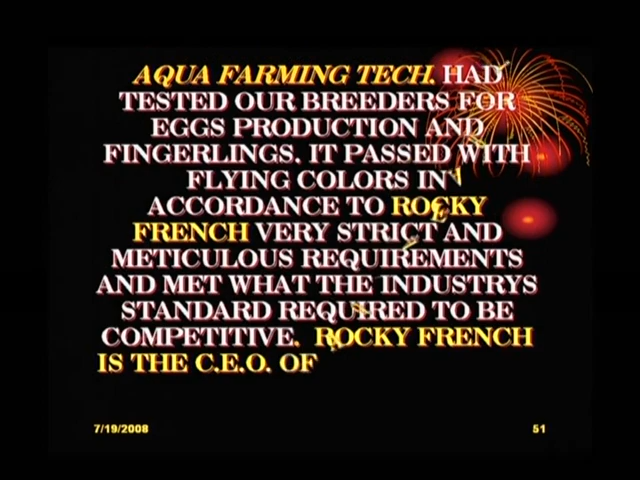 AQUA FARMING TECH. HAD
TESTED OUR BREEDERS FOR
EGGS PRODUCTION AND
FINGERLINGS. IT PASSED WITH
FLYING COLORS IN
ACCORDANCE TO ROCKY
FRENCH VERY STRICT AND
METICULOUS REQUIREMENTS
AND MET WHAT THE INDUSTRYS
STANDARD REQUIRED TO BE
COMPETITIVE. ROCKY FRENCH
IS THE C.E.O. OF
7/19/2008 51